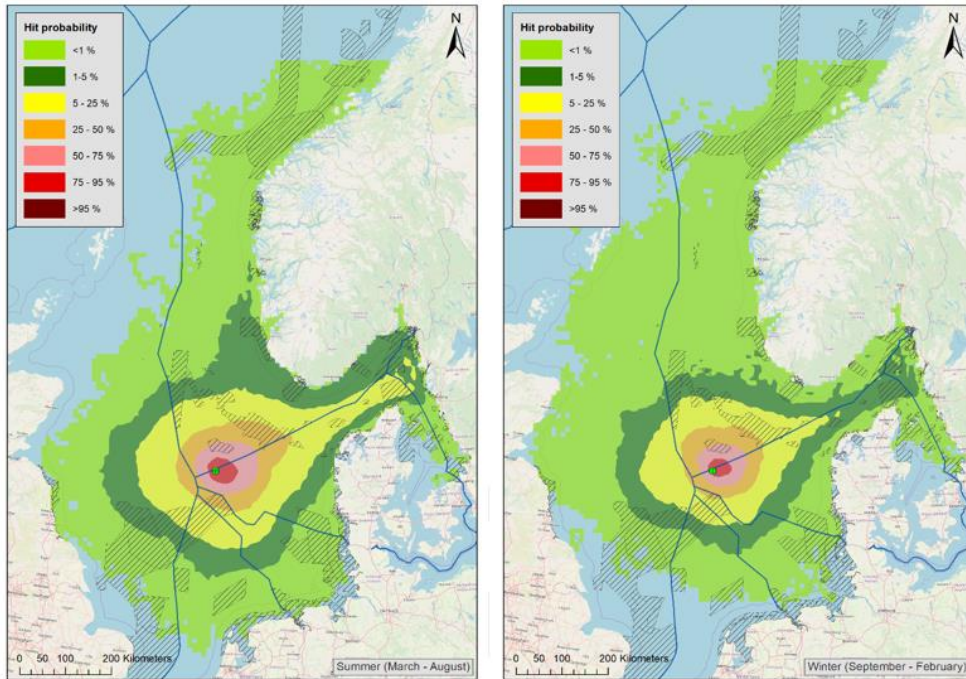 Hit probability
<1 %
1-5 %
5 - 25 %
25 - 50 %
50 - 75 %
75 - 95 %
>95 %
N
0 50 100 200 Kilometers
Summer (March - August)
Hit probability
<1 %
1-5 %
5 - 25 %
25 - 50 %
50 - 75 %
75 - 95 %
>95 %
N
0 50 100 200 Kilometers
Winter (September - February)